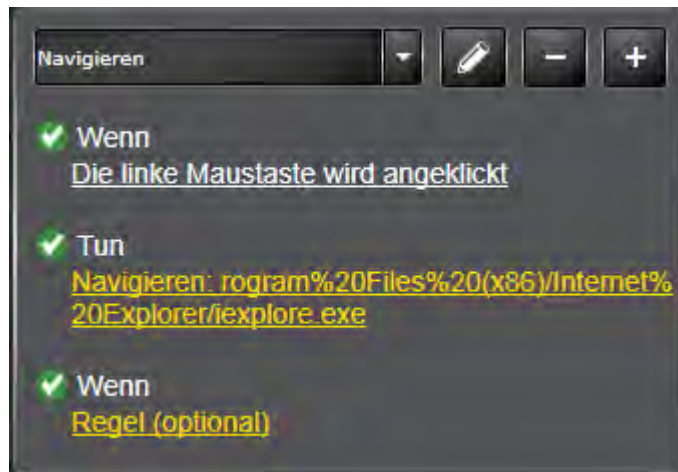 Navigieren
Wenn
Die linke Maustaste wird angeklickt
Tun
Navigieren: rogram%20Files%20(x86)/Internet%
20Explorer/iexplore.exe
Wenn
Regel (optional)